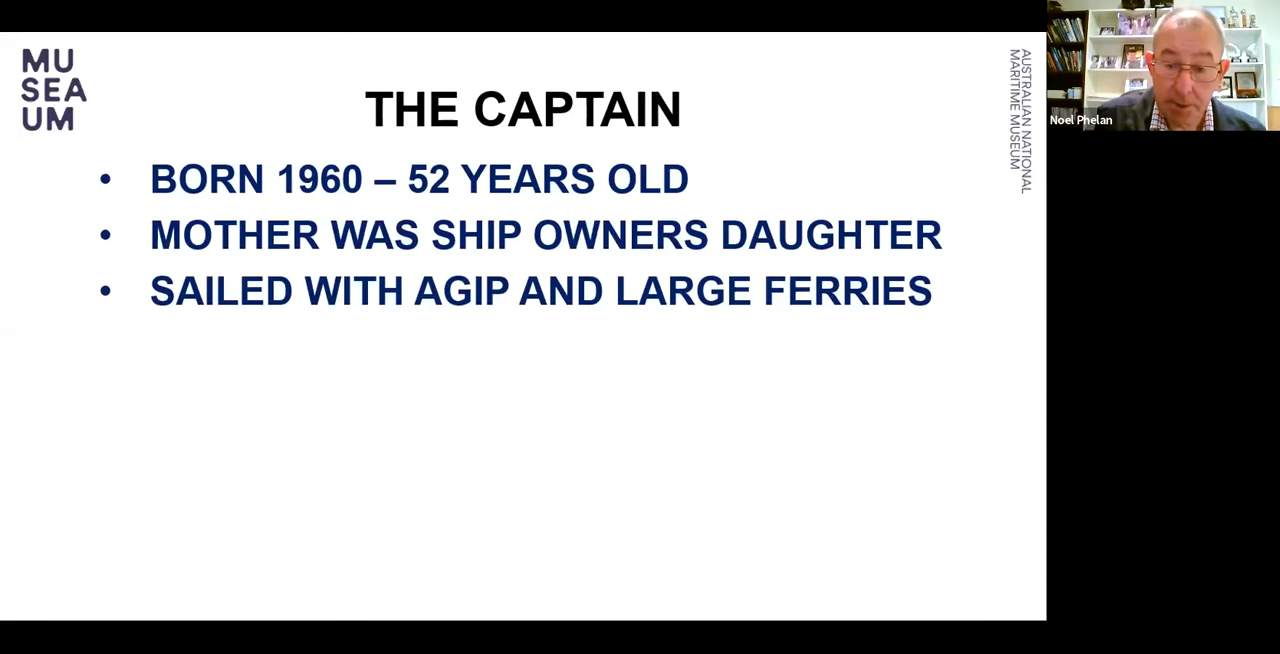 MU
SEA
UM
THE CAPTAIN
AUSTRALIAN NATIONAL
MARITIME MUSEUM
• BORN 1960 – 52 YEARS OLD
• MOTHER WAS SHIP OWNERS DAUGHTER
• SAILED WITH AGIP AND LARGE FERRIES
Noel Phelan